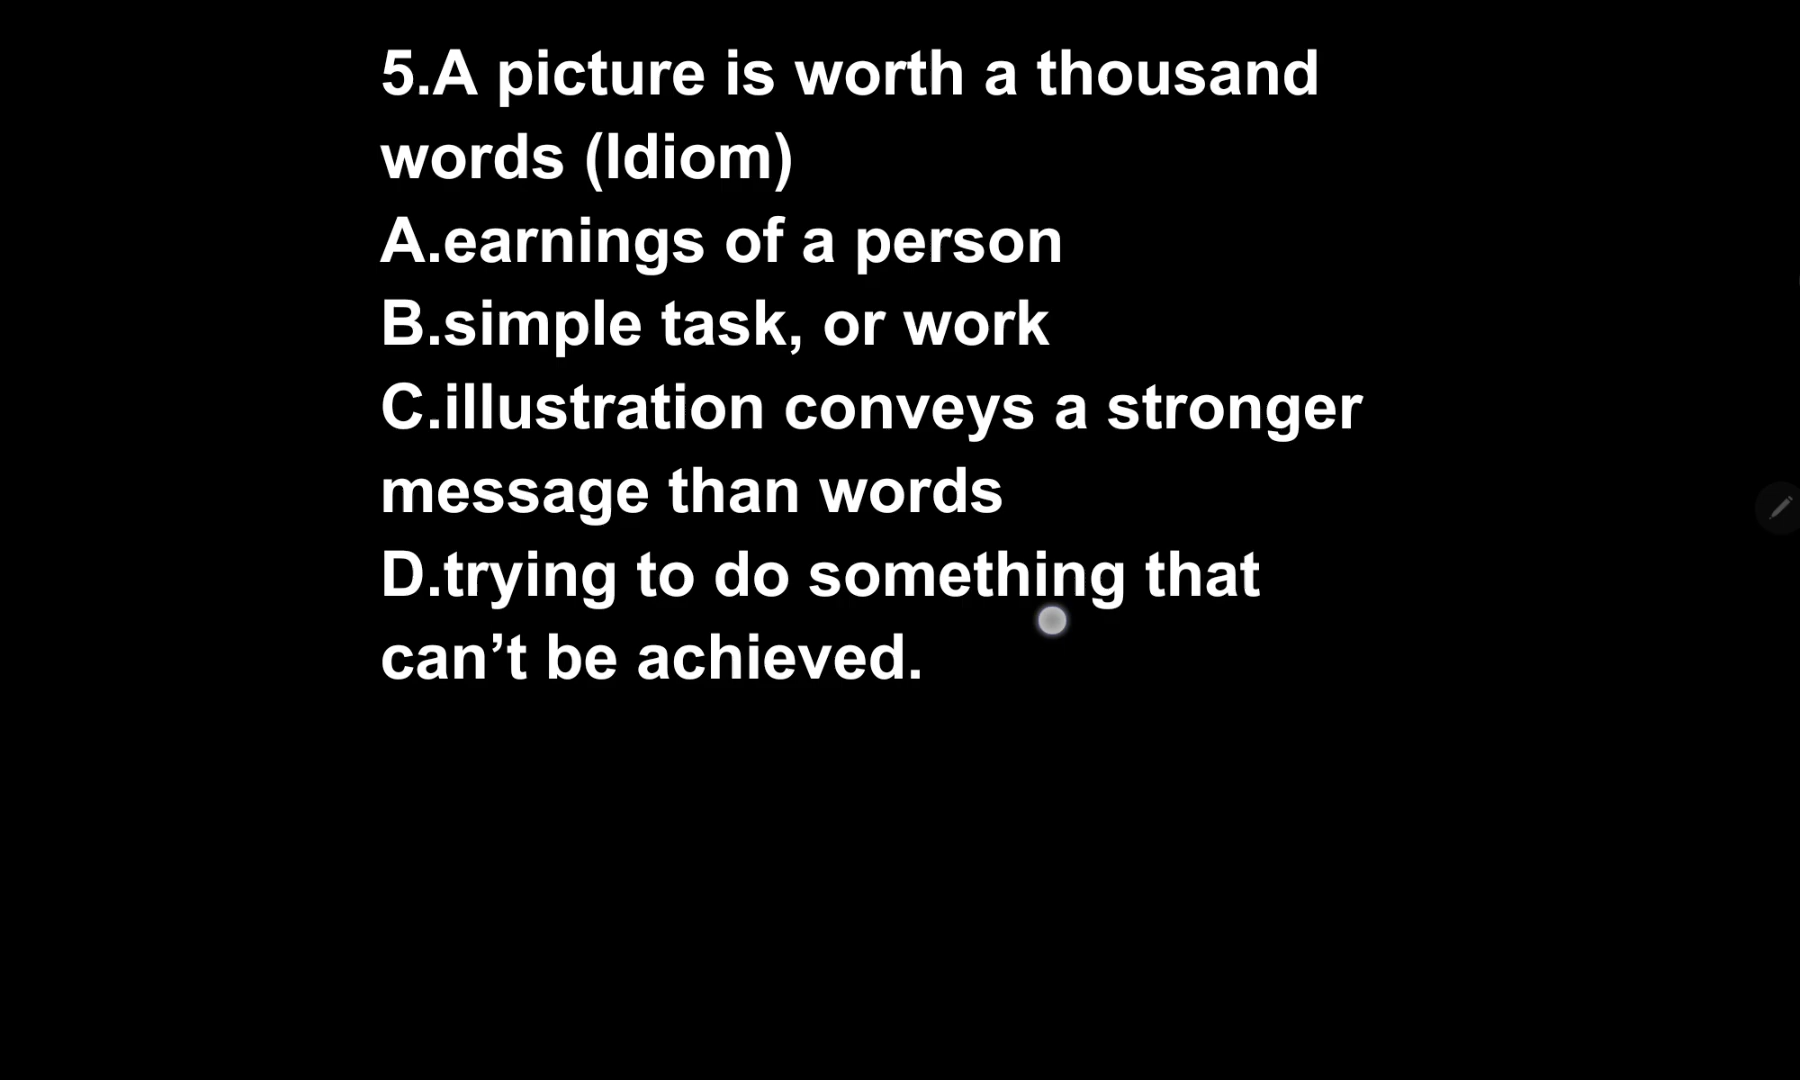 5.A picture is worth a thousand
words (Idiom)
A.earnings of a person
B.simple task, or work
C.illustration conveys a stronger
message than words
D.trying to do something that
can’t be achieved.